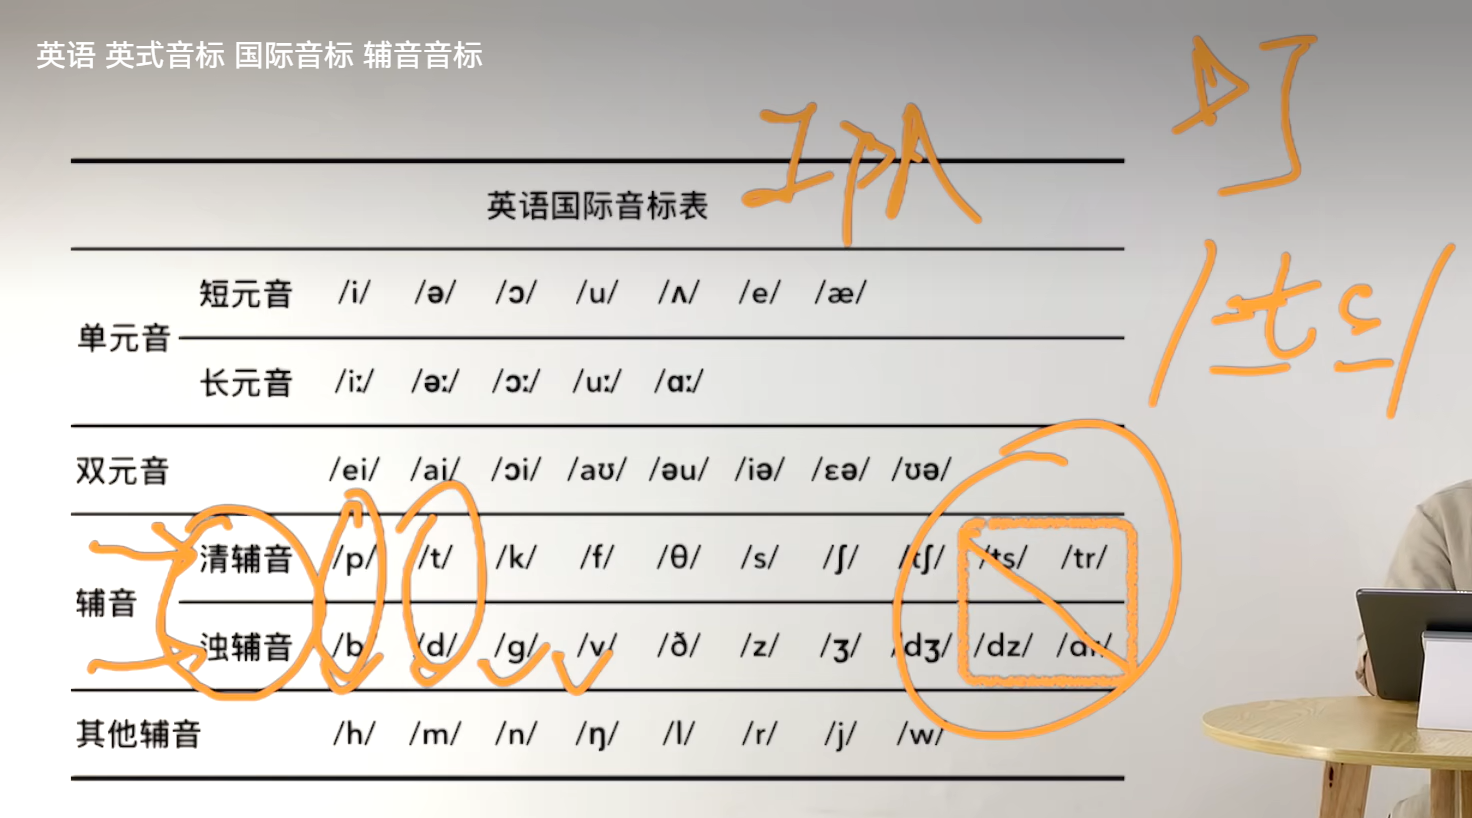 英语 英式音标 国际音标 辅音音标
IPA
英语国际音标表
短元音 /i/ /ə/ /ɔ/ /u/ /ʌ/ /e/ /æ/
单元音
长元音 /iː/ /əː/ /ɔː/ /uː/ /ɑː/
双元音 /ei/ /ai/ /ɔi/ /aʊ/ /əu/ /iə/ /ɛə/ /ʊə/
清辅音 /p/ /t/ /k/ /f/ /θ/ /s/ /ʃ/ /tʃ/ /ts/ /tr/
辅音
浊辅音 /b/ /d/ /g/ /v/ /ð/ /z/ /ʒ/ /dʒ/ /dz/ /dr/
其他辅音 /h/ /m/ /n/ /ŋ/ /l/ /r/ /j/ /w/